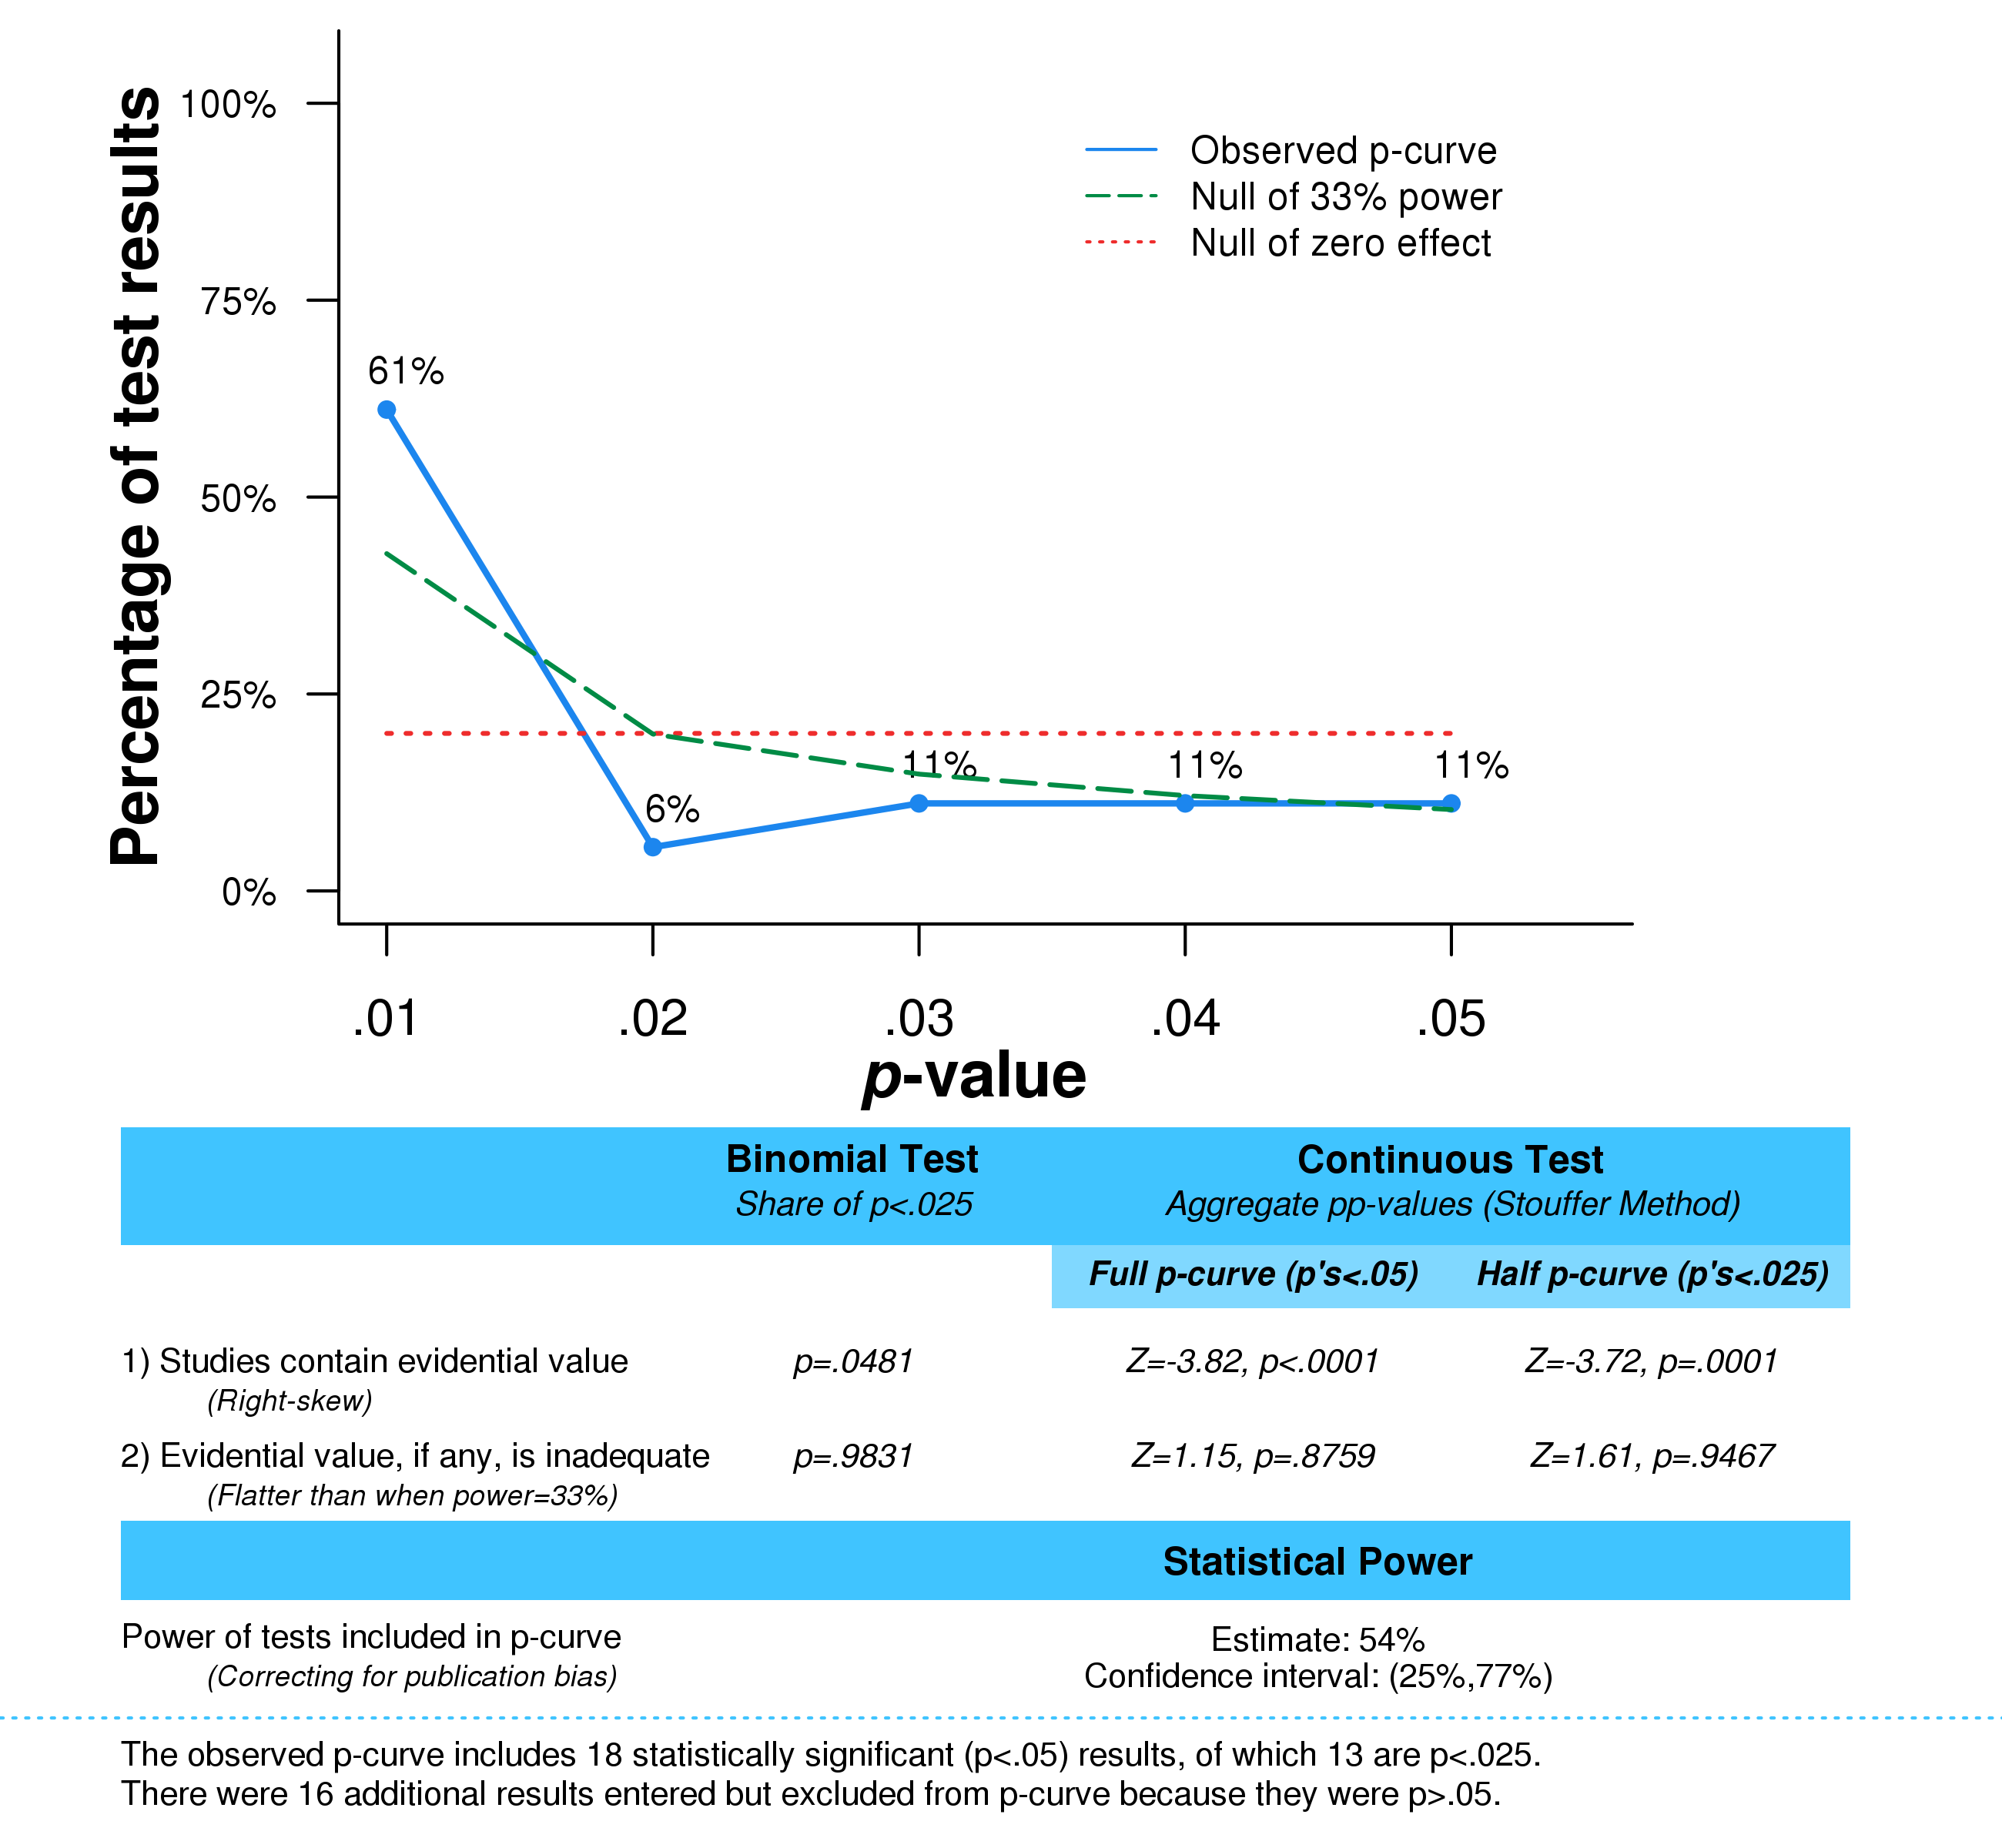 Percentage of test results
100%
75%
50%
25%
0%
Observed p-curve
Null of 33% power
Null of zero effect
61%
6%
11%
11%
11%
.01
.02
.03
.04
.05
p-value
Binomial Test
Share of p<.025
Continuous Test
Aggregate pp-values (Stouffer Method)
Full p-curve (p's<.05)
Half p-curve (p's<.025)
1) Studies contain evidential value
(Right-skew)
p=.0481
Z=-3.82, p<.0001
Z=-3.72, p=.0001
2) Evidential value, if any, is inadequate
(Flatter than when power=33%)
p=.9831
Z=1.15, p=.8759
Z=1.61, p=.9467
Statistical Power
Power of tests included in p-curve
(Correcting for publication bias)
Estimate: 54%
Confidence interval: (25%,77%)
The observed p-curve includes 18 statistically significant (p<.05) results, of which 13 are p<.025.
There were 16 additional results entered but excluded from p-curve because they were p>.05.